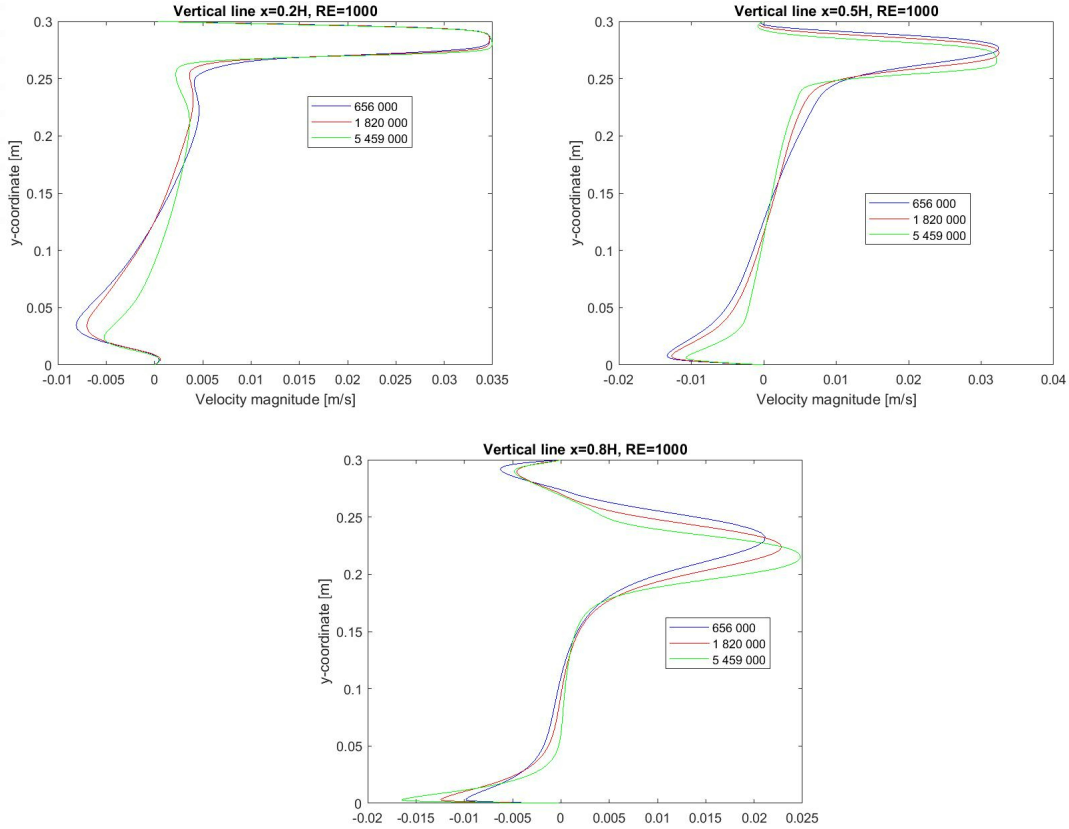 Vertical line x=0.2H, RE=1000
0.3
0.25
0.2
0.15
0.1
0.05
0
y-coordinate [m]
656 000
1 820 000
5 459 000
-0.01 -0.005 0 0.005 0.01 0.015 0.02 0.025 0.03 0.035
Velocity magnitude [m/s]
Vertical line x=0.5H, RE=1000
0.3
0.25
0.2
0.15
0.1
0.05
0
y-coordinate [m]
656 000
1 820 000
5 459 000
-0.02 -0.01 0 0.01 0.02 0.03 0.04
Velocity magnitude [m/s]
Vertical line x=0.8H, RE=1000
0.3
0.25
0.2
0.15
0.1
0.05
0
y-coordinate [m]
656 000
1 820 000
5 459 000
-0.02 -0.015 -0.01 -0.005 0 0.005 0.01 0.015 0.02 0.025